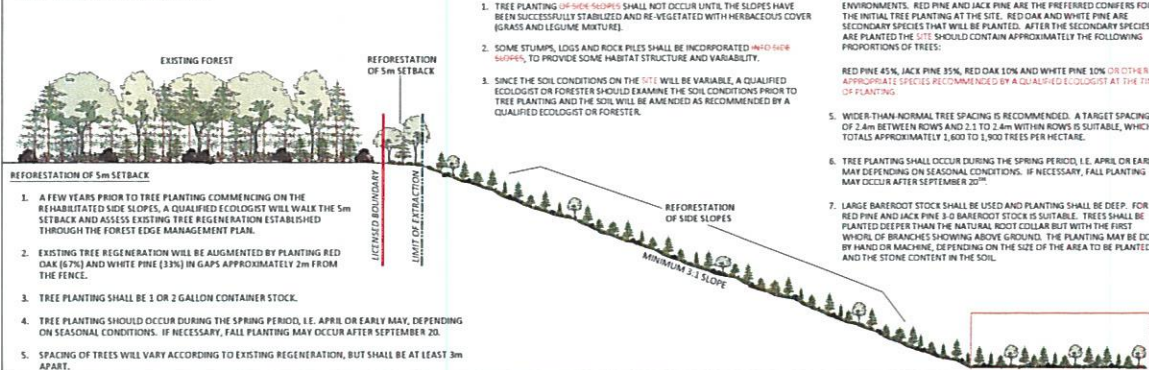 EXISTING FOREST
REFORESTATION
OF 5m SETBACK
LICENSED BOUNDARY
LIMIT OF EXTRACTION
REFORESTATION OF 5m SETBACK
1. A FEW YEARS PRIOR TO TREE PLANTING COMMENCING ON THE
REHABILITATED SIDE SLOPES, A QUALIFIED ECOLOGIST WILL WALK THE 5m
SETBACK AND ASSESS EXISTING TREE REGENERATION ESTABLISHED
THROUGH THE FOREST EDGE MANAGEMENT PLAN.
2. EXISTING TREE REGENERATION WILL BE AUGMENTED BY PLANTING RED
OAK (67%) AND WHITE PINE (33%) IN GAPS APPROXIMATELY 2m FROM
THE FENCE.
3. TREE PLANTING SHALL BE 1 OR 2 GALLON CONTAINER STOCK.
4. TREE PLANTING SHOULD OCCUR DURING THE SPRING PERIOD, I.E. APRIL OR EARLY MAY, DEPENDING
ON SEASONAL CONDITIONS. IF NECESSARY, FALL PLANTING MAY OCCUR AFTER SEPTEMBER 20.
5. SPACING OF TREES WILL VARY ACCORDING TO EXISTING REGENERATION, BUT SHALL BE AT LEAST 3m
APART.
1. TREE PLANTING OF SIDE SLOPES SHALL NOT OCCUR UNTIL THE SLOPES HAVE
BEEN SUCCESSFULLY STABILIZED AND RE-VEGETATED WITH HERBACEOUS COVER
(GRASS AND LEGUME MIXTURE).
2. SOME STUMPS, LOGS AND ROCK PILES SHALL BE INCORPORATED INTO SIDE
SLOPES, TO PROVIDE SOME HABITAT STRUCTURE AND VARIABILITY.
3. SINCE THE SOIL CONDITIONS ON THE SITE WILL BE VARIABLE, A QUALIFIED
ECOLOGIST OR FORESTER SHOULD EXAMINE THE SOIL CONDITIONS PRIOR TO
TREE PLANTING AND THE SOIL WILL BE AMENDED AS RECOMMENDED BY A
QUALIFIED ECOLOGIST OR FORESTER.
REFORESTATION
OF SIDE SLOPES
MINIMUM 3:1 SLOPE
ENVIRONMENTS. RED PINE AND JACK PINE ARE THE PREFERRED CONIFERS FOR
THE INITIAL TREE PLANTING AT THE SITE. RED OAK AND WHITE PINE ARE
SECONDARY SPECIES THAT WILL BE PLANTED. AFTER THE SECONDARY SPECIES
ARE PLANTED THE SITE SHOULD CONTAIN APPROXIMATELY THE FOLLOWING
PROPORTIONS OF TREES:
RED PINE 45%, JACK PINE 35%, RED OAK 10% AND WHITE PINE 10% OR OTHER
APPROPRIATE SPECIES RECOMMENDED BY A QUALIFIED ECOLOGIST AT THE TI
OF PLANTING
5. WIDER-THAN-NORMAL TREE SPACING IS RECOMMENDED. A TARGET SPACING
OF 2.4m BETWEEN ROWS AND 2.1 TO 2.4m WITHIN ROWS IS SUITABLE, WHICH
TOTALS APPROXIMATELY 1,600 TO 1,900 TREES PER HECTARE.
6. TREE PLANTING SHALL OCCUR DURING THE SPRING PERIOD, I.E. APRIL OR EARL
MAY DEPENDING ON SEASONAL CONDITIONS. IF NECESSARY, FALL PLANTING
MAY OCCUR AFTER SEPTEMBER 20TH.
7. LARGE BAREROOT STOCK SHALL BE USED AND PLANTING SHALL BE DEEP. FOR
RED PINE AND JACK PINE 3-0 BAREROOT STOCK IS SUITABLE. TREES SHALL BE
PLANTED DEEPER THAN THE NATURAL ROOT COLLAR BUT WITH THE FIRST
WHORL OF BRANCHES SHOWING ABOVE GROUND. THE PLANTING MAY BE DO
BY HAND OR MACHINE, DEPENDING ON THE SIZE OF THE AREA TO BE PLANTED
AND THE STONE CONTENT IN THE SOIL.